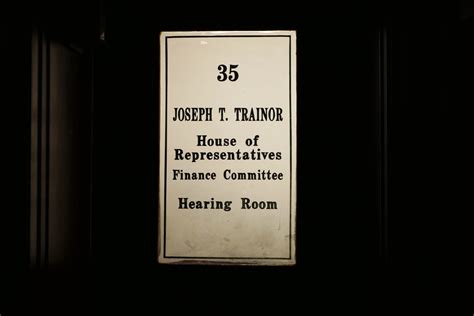 35
JOSEPH T. TRAINOR
House of
Representatives
Finance Committee
Hearing Room